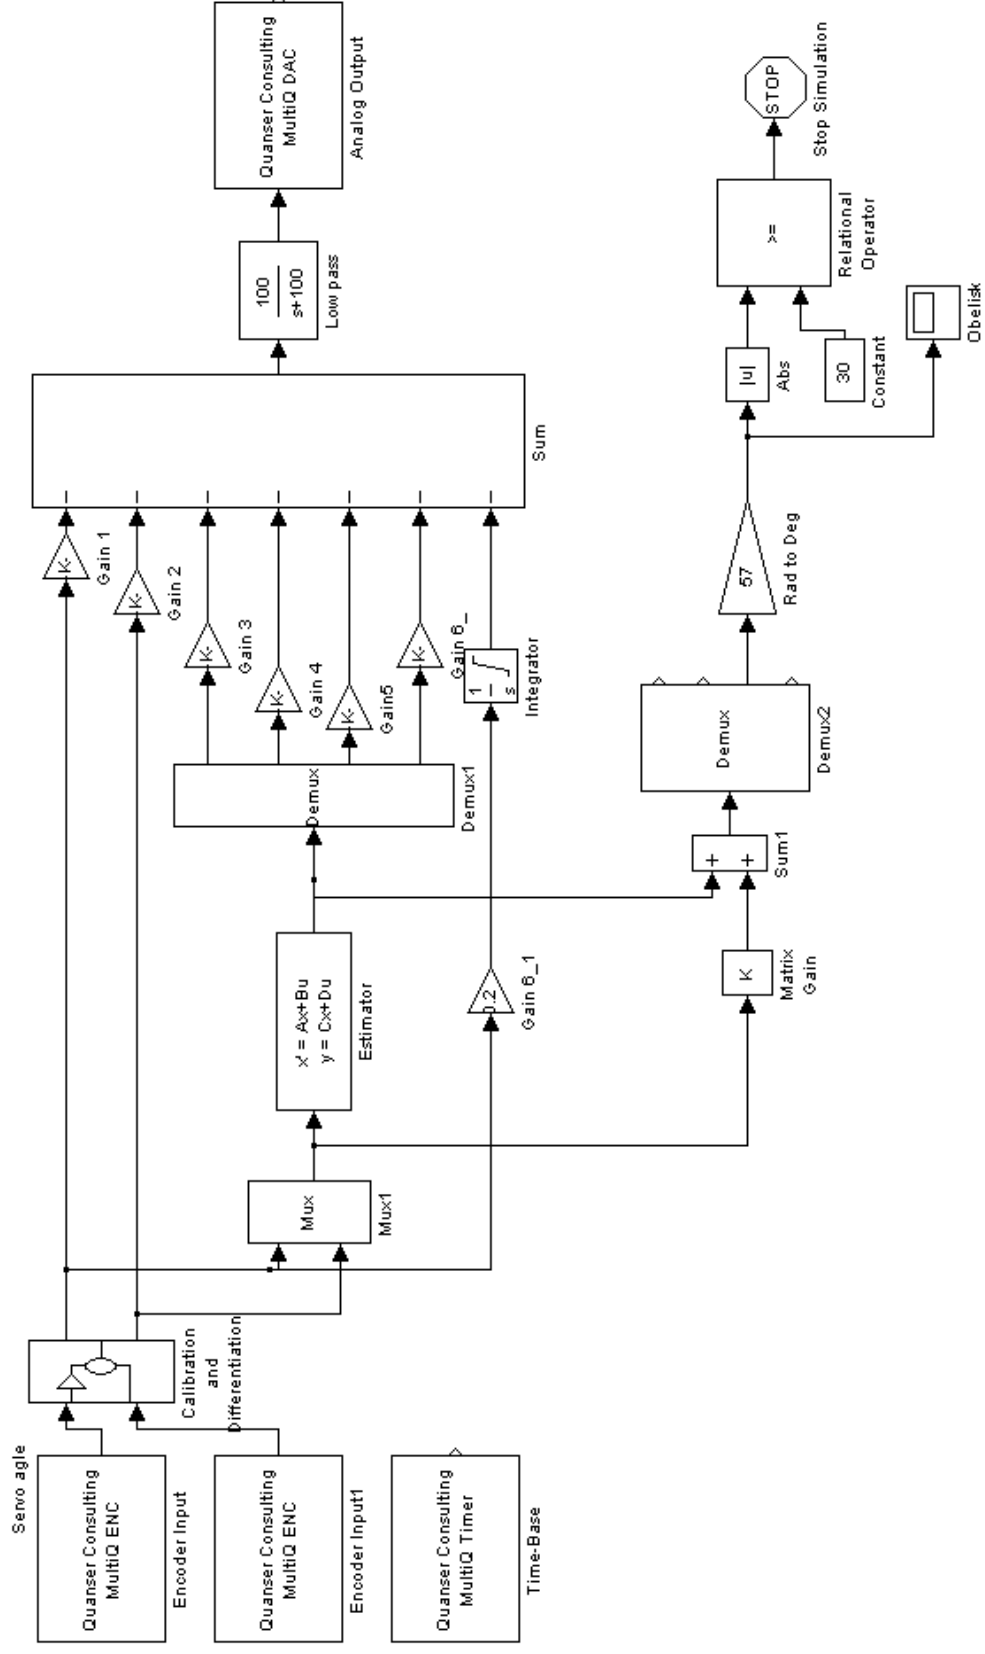 Servo agle
Quanser Consulting
MultiQ ENC
Encoder Input
Quanser Consulting
MultiQ ENC
Encoder Input1
Quanser Consulting
MultiQ Timer
Time-Base
Calibration
and
Differentiation
Mux
Mux1
x' = Ax+Bu
y = Cx+Du
Estimator
0.2
Gain 6_1
Demux
Demux1
K-
Gain 1
K-
Gain 2
K-
Gain 3
K-
Gain 4
K-
Gain5
K-
Gain 6_
1
s
Integrator
Sum
100
s+100
Low pass
Quanser Consulting
MultiQ DAC
Analog Output
K
Matrix
Gain
+
+
Sum1
Demux
Demux2
57
Rad to Deg
|u|
Abs
30
Constant
>=
Relational
Operator
STOP
Stop Simulation
Obelisk